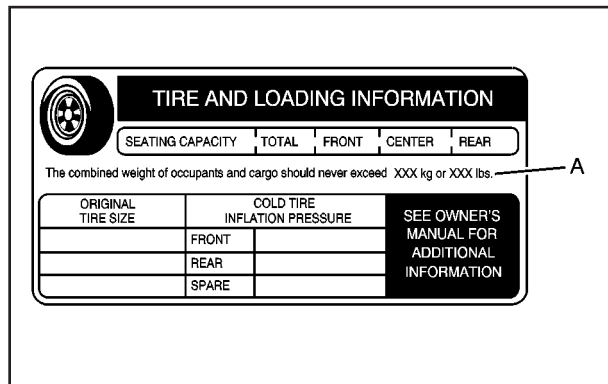 TIRE AND LOADING INFORMATION
SEATING CAPACITY TOTAL FRONT CENTER REAR
The combined weight of occupants and cargo should never exceed XXX kg or XXX lbs.
A
ORIGINAL
TIRE SIZE
COLD TIRE
INFLATION PRESSURE
FRONT
REAR
SPARE
SEE OWNER'S
MANUAL FOR
ADDITIONAL
INFORMATION